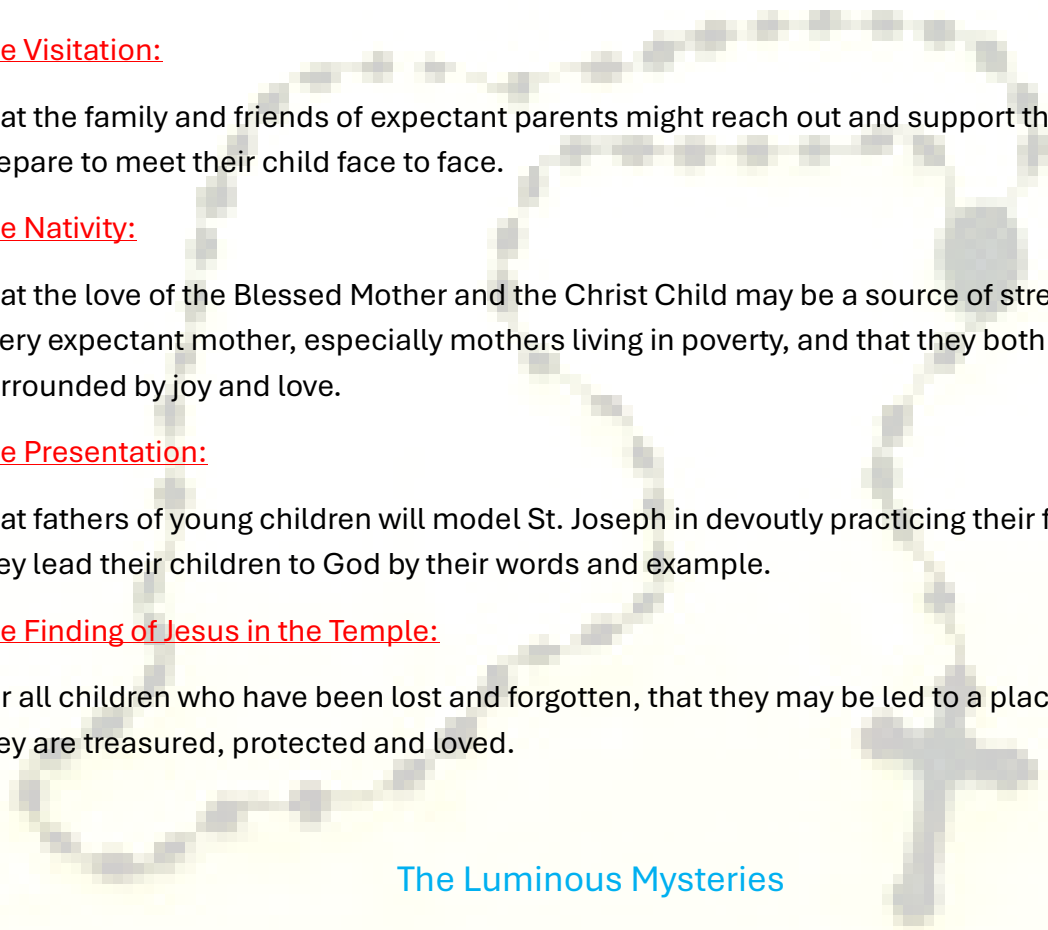 e Visitation:
at the family and friends of expectant parents might reach out and support th
epare to meet their child face to face.
e Nativity:
at the love of the Blessed Mother and the Christ Child may be a source of stre
ery expectant mother, especially mothers living in poverty, and that they both
rrounded by joy and love.
e Presentation:
at fathers of young children will model St. Joseph in devoutly practicing their f
ey lead their children to God by their words and example.
e Finding of Jesus in the Temple:
r all children who have been lost and forgotten, that they may be led to a plac
ey are treasured, protected and loved.
The Luminous Mysteries